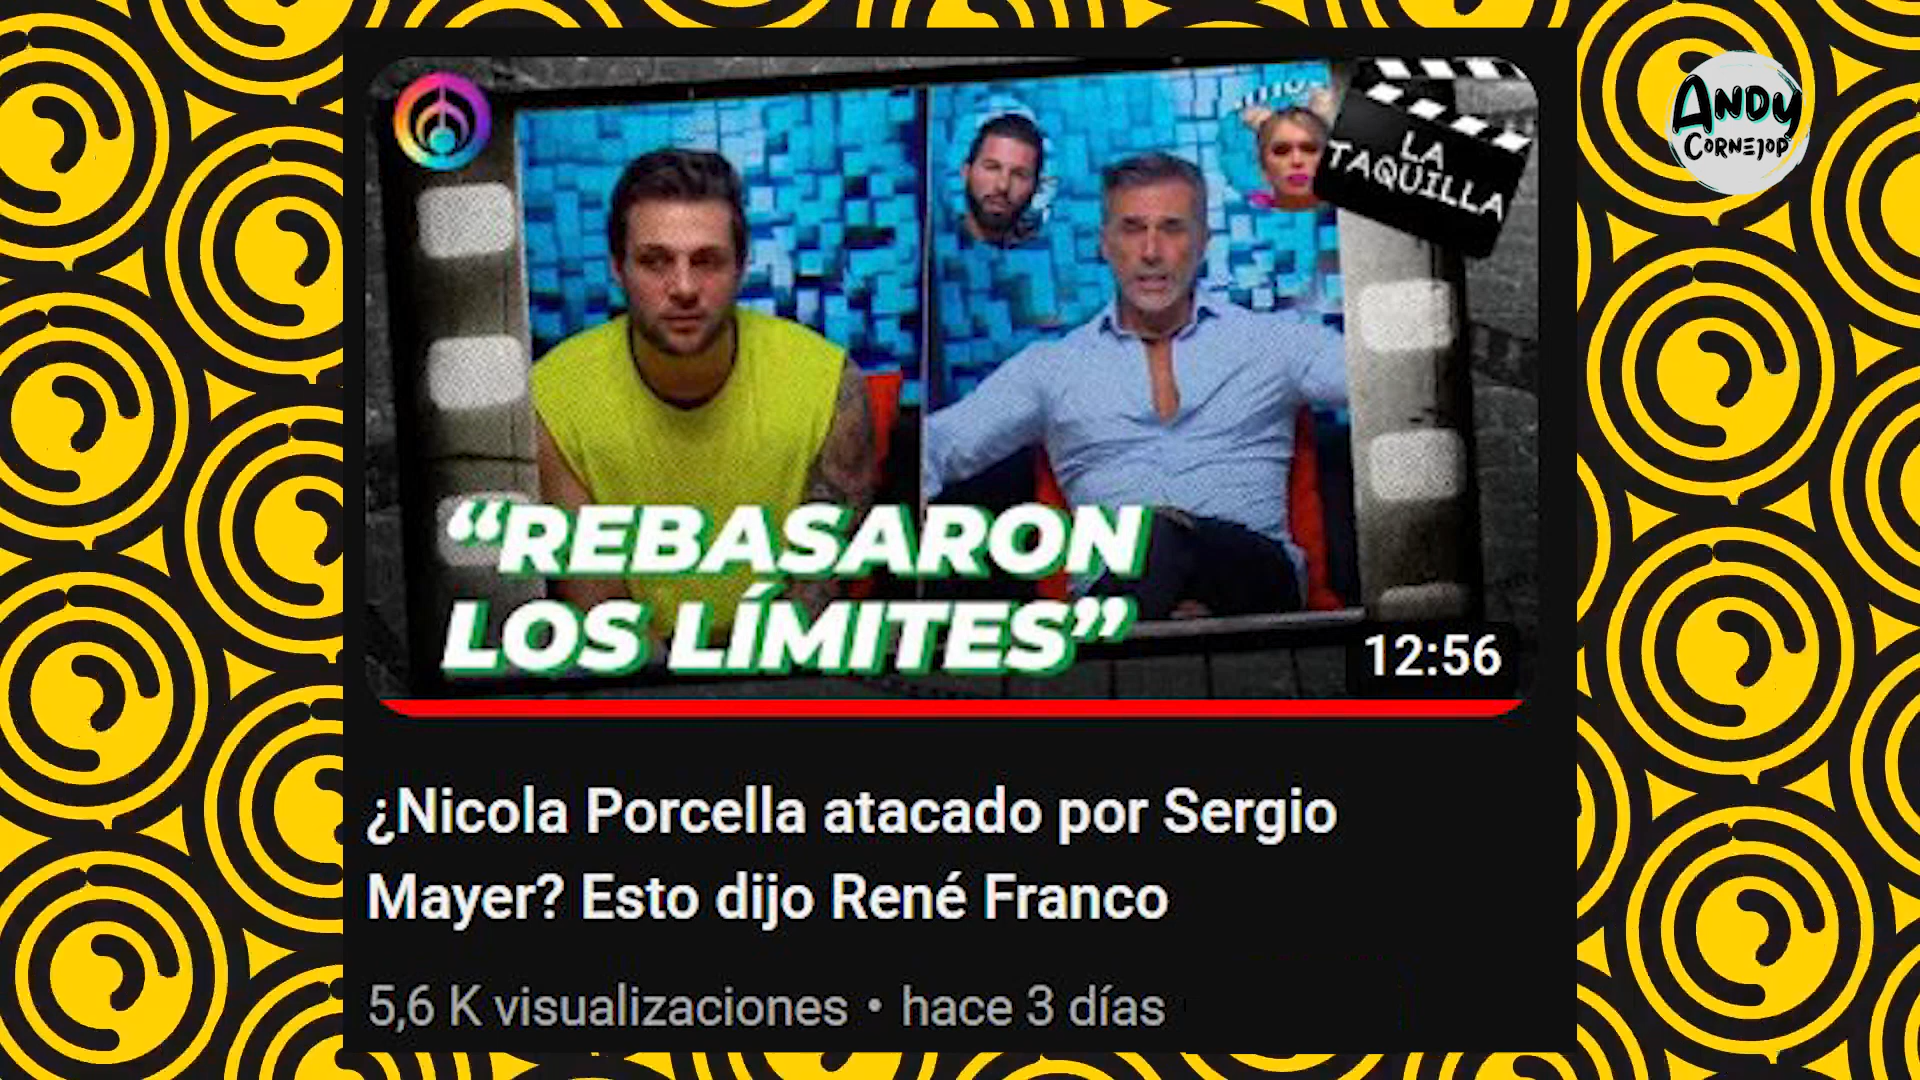 ANDY
CORNEJOP
LA
TAQUILLA
“REBASARON
LOS LÍMITES”
12:56
¿Nicola Porcella atacado por Sergio
Mayer? Esto dijo René Franco
5,6 K visualizaciones • hace 3 días